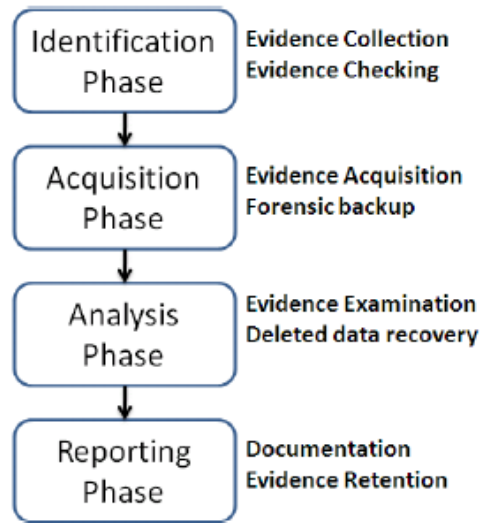 Identification
Phase
Evidence Collection
Evidence Checking
Acquisition
Phase
Evidence Acquisition
Forensic backup
Analysis
Phase
Evidence Examination
Deleted data recovery
Reporting
Phase
Documentation
Evidence Retention